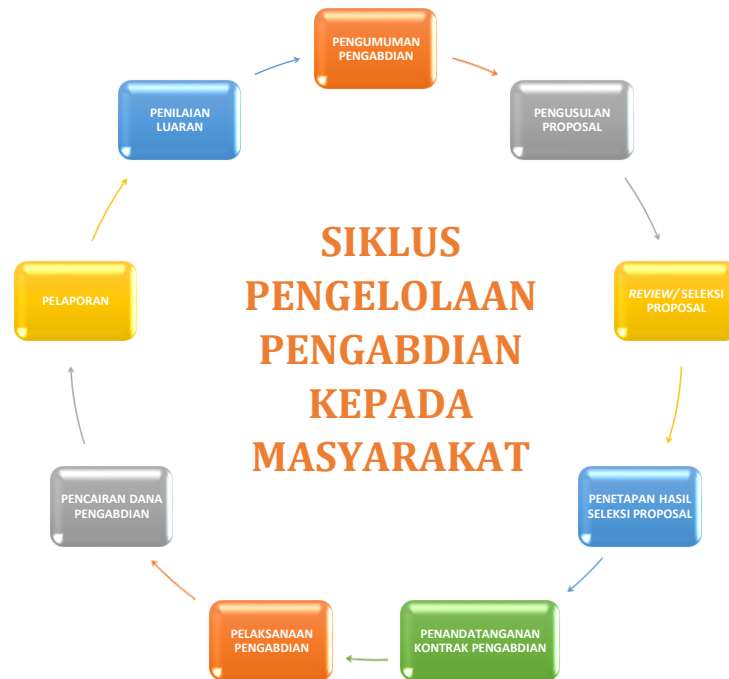 PENGUMUMAN
PENGABDIAN
PENGUSULAN
PROPOSAL
REVIEW/ SELEKSI
PROPOSAL
PENETAPAN HASIL
SELEKSI PROPOSAL
PENANDATANGANAN
KONTRAK PENGABDIAN
PELAKSANAAN
PENGABDIAN
PENCAIRAN DANA
PENGABDIAN
PELAPORAN
PENILAIAN
LUARAN
SIKLUS
PENGELOLAAN
PENGABDIAN
KEPADA
MASYARAKAT